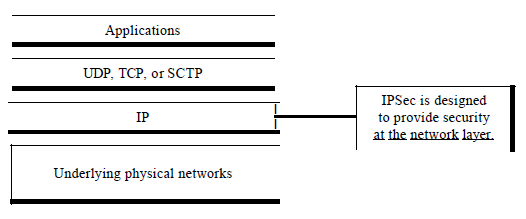 Applications
UDP, TCP, or SCTP
IP
IPSec is designed
to provide security
at the network layer.
Underlying physical networks